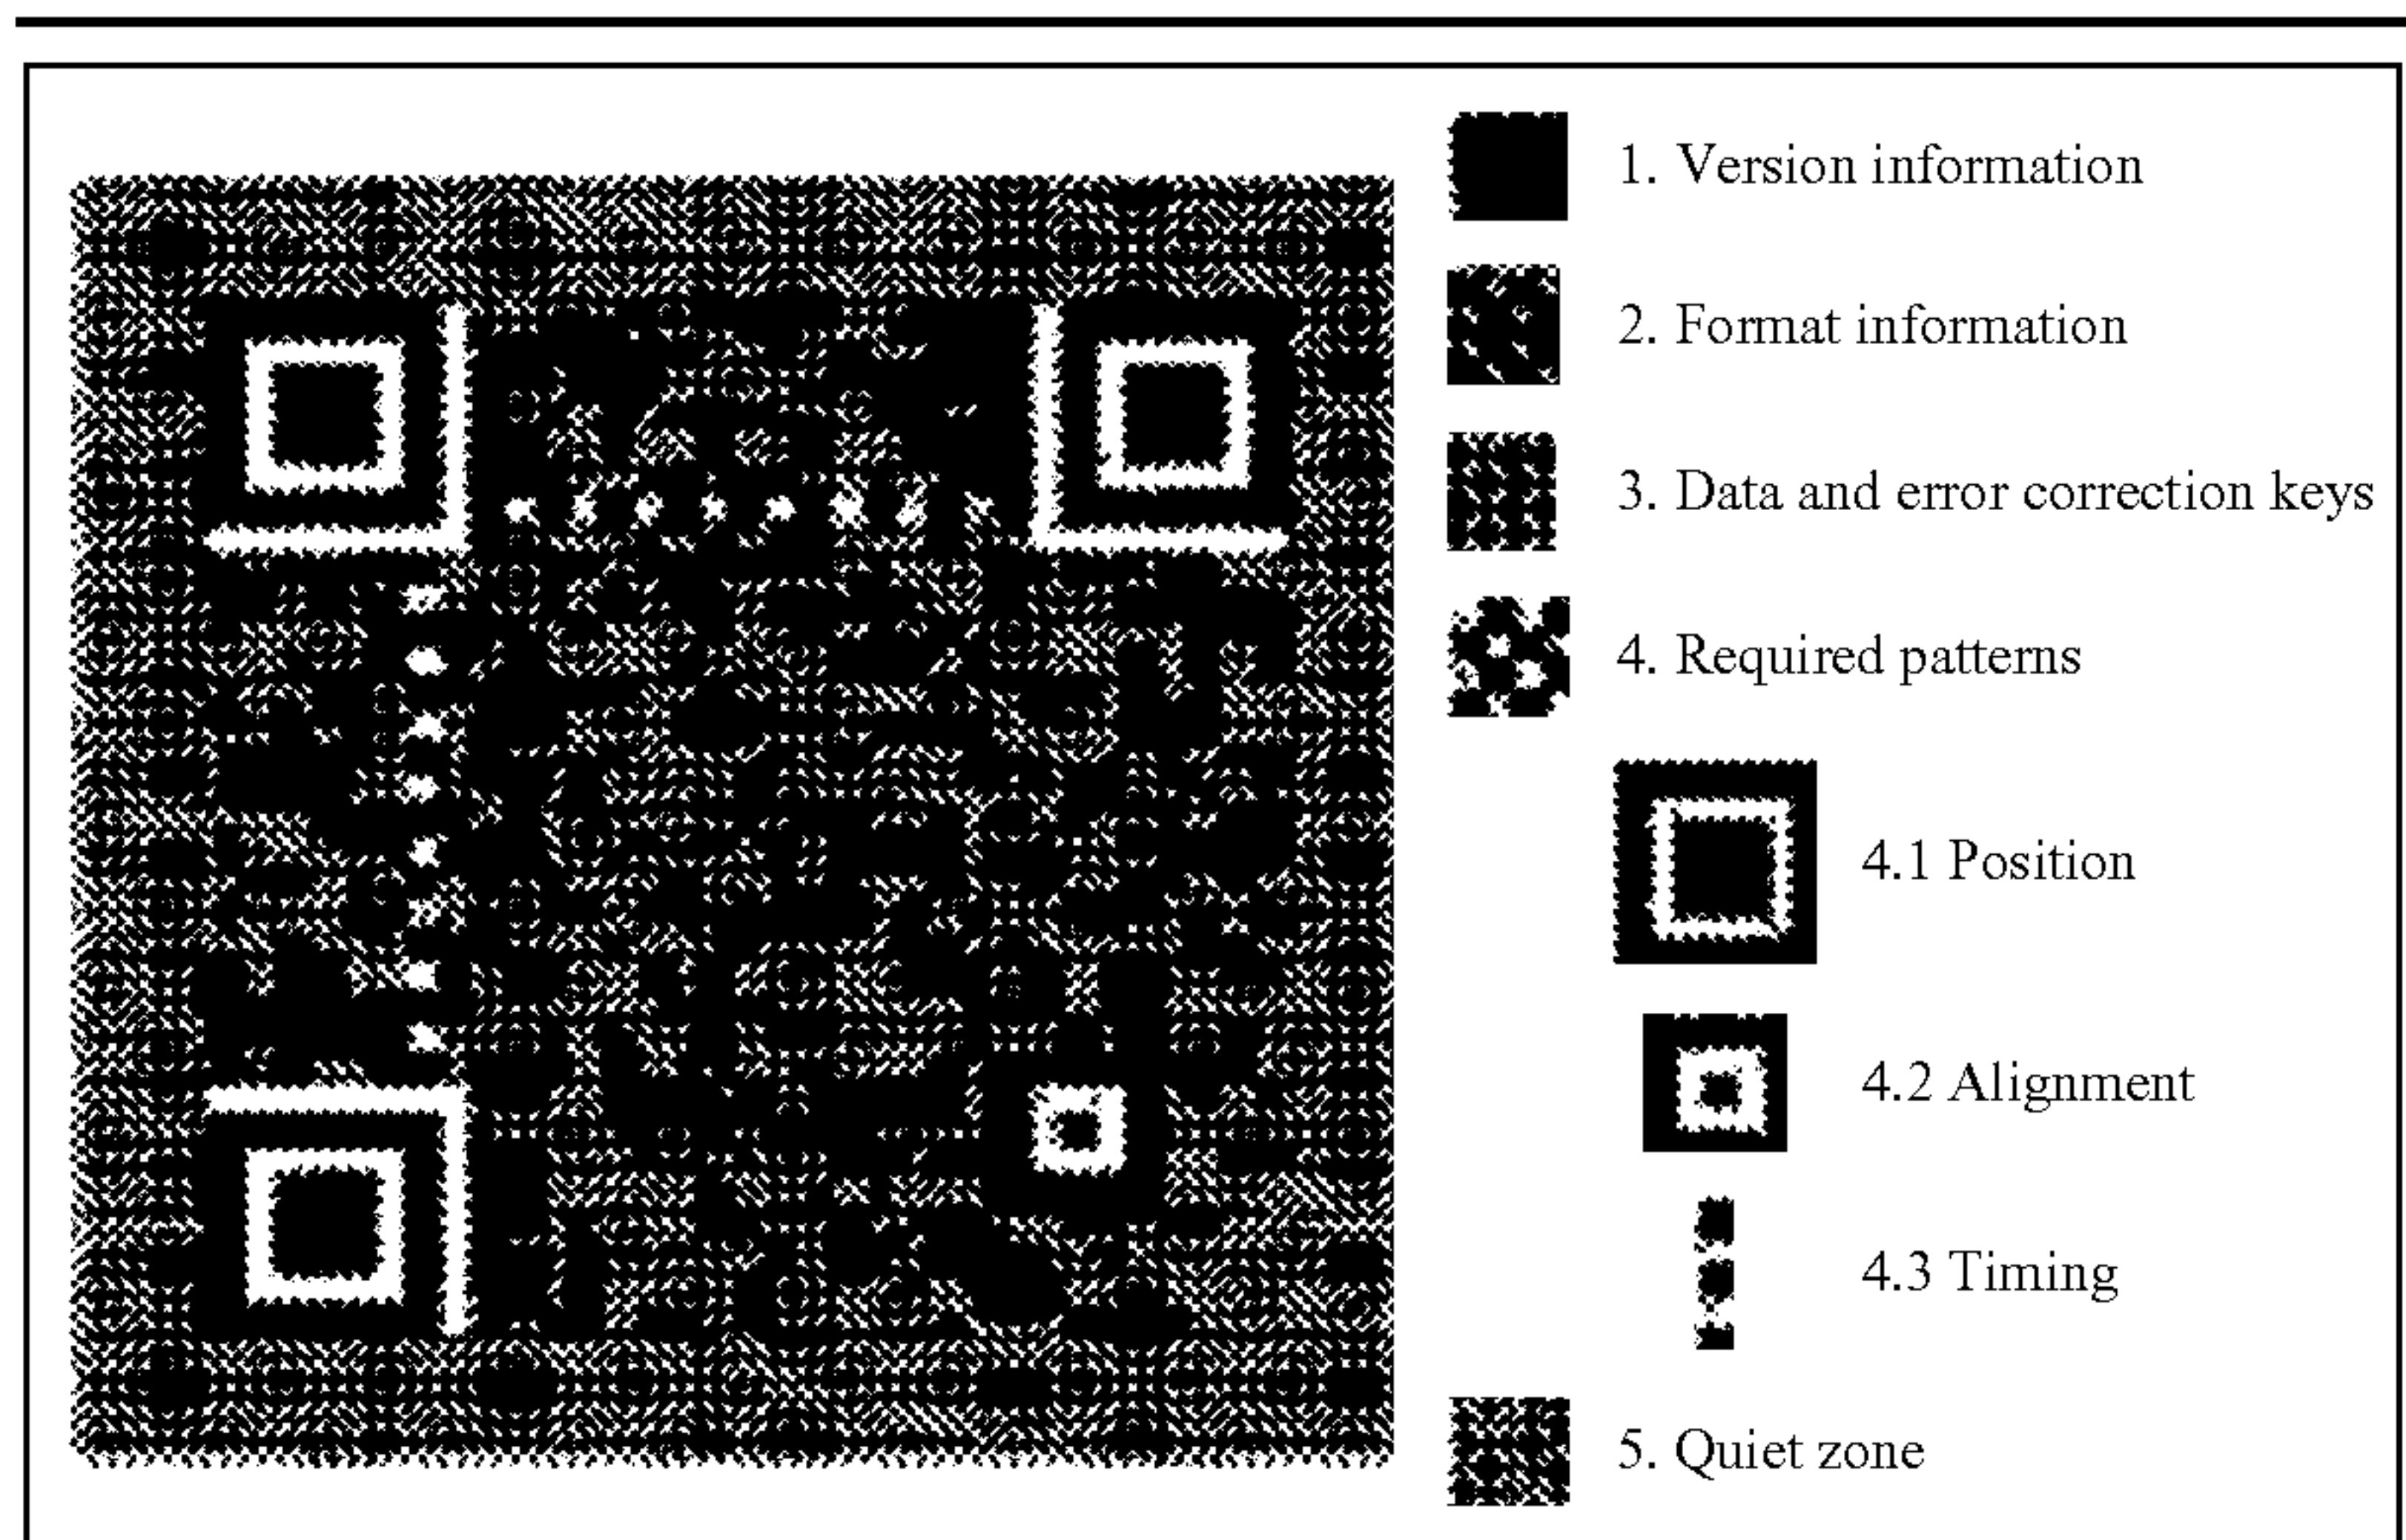 1. Version information
2. Format information
3. Data and error correction keys
4. Required patterns
4.1 Position
4.2 Alignment
4.3 Timing
5. Quiet zone